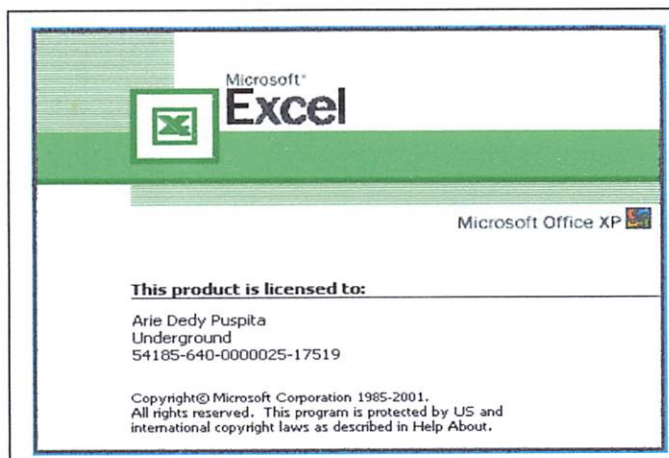 Microsoft®
Excel
Microsoft Office XP
This product is licensed to:
Arie Dedy Puspita
Underground
54185-640-0000025-17519
Copyright© Microsoft Corporation 1985-2001.
All rights reserved. This program is protected by US and
international copyright laws as described in Help About.